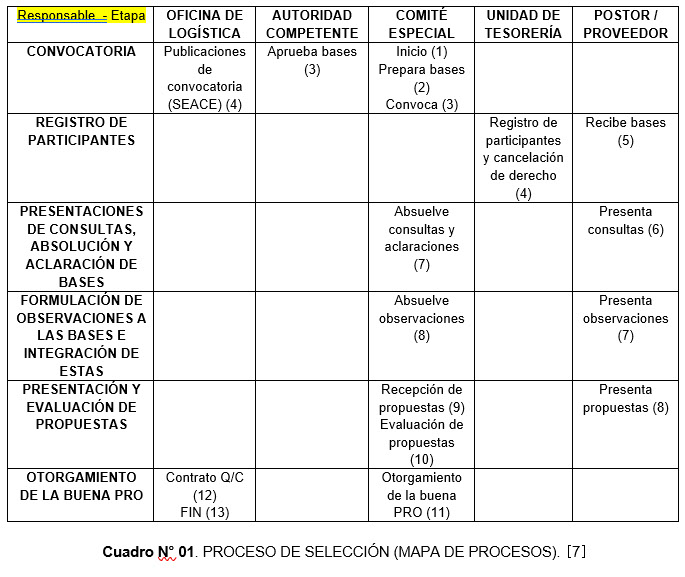 Responsable - Etapa
OFICINA DE
LOGÍSTICA
AUTORIDAD
COMPETENTE
COMITÉ
ESPECIAL
UNIDAD DE
TESORERÍA
POSTOR /
PROVEEDOR
CONVOCATORIA
Publicaciones
de
convocatoria
(SEACE) (4)
Aprueba bases
(3)
Inicio (1)
Prepara bases
(2)
Convoca (3)
REGISTRO DE
PARTICIPANTES
Registro de
participantes
y cancelación
de derecho
(4)
Recibe bases
(5)
PRESENTACIONES
DE CONSULTAS,
ABSOLUCIÓN Y
ACLARACIÓN DE
BASES
Absuelve
consultas y
aclaraciones
(7)
Presenta
consultas (6)
FORMULACIÓN DE
OBSERVACIONES A
LAS BASES E
INTEGRACIÓN DE
ESTAS
Absuelve
observaciones
(8)
Presenta
observaciones
(7)
PRESENTACIÓN Y
EVALUACIÓN DE
PROPUESTAS
Recepción de
propuestas (9)
Evaluación de
propuestas
(10)
Presenta
propuestas (8)
OTORGAMIENTO
DE LA BUENA PRO
Contrato Q/C
(12)
FIN (13)
Otorgamiento
de la buena
PRO (11)
Cuadro N° 01. PROCESO DE SELECCIÓN (MAPA DE PROCESOS). [7]